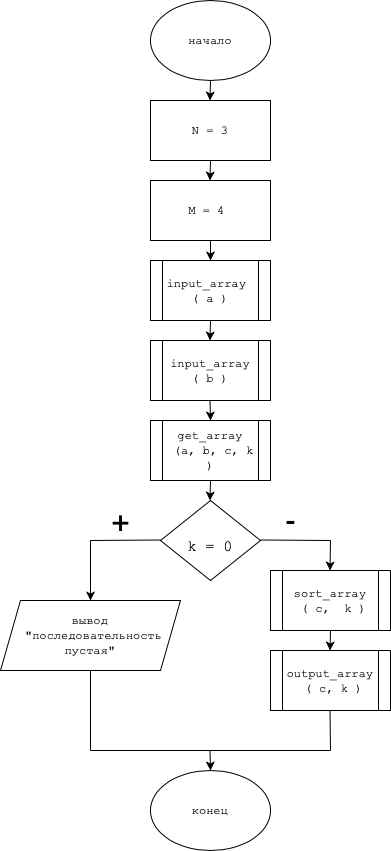 начало
N = 3
M = 4
input_array
( a )
input_array
( b )
get_array
(a, b, c, k
)
k = 0
+
-
вывод
"последовательность
пустая"
sort_array
( c, k )
output_array
( c, k )
конец